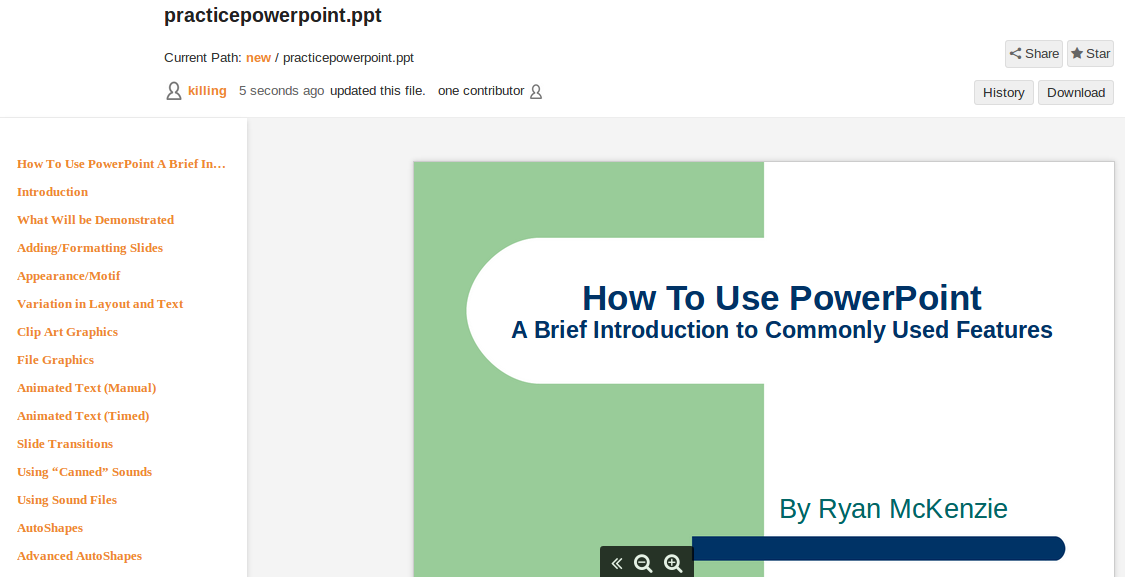 practicepowerpoint.ppt
Current Path: new / practicepowerpoint.ppt
Share
Star
killing 5 seconds ago updated this file. one contributor
History
Download
How To Use PowerPoint A Brief In…
Introduction
What Will be Demonstrated
Adding/Formatting Slides
Appearance/Motif
Variation in Layout and Text
Clip Art Graphics
File Graphics
Animated Text (Manual)
Animated Text (Timed)
Slide Transitions
Using “Canned” Sounds
Using Sound Files
AutoShapes
Advanced AutoShapes
How To Use PowerPoint
A Brief Introduction to Commonly Used Features
By Ryan McKenzie